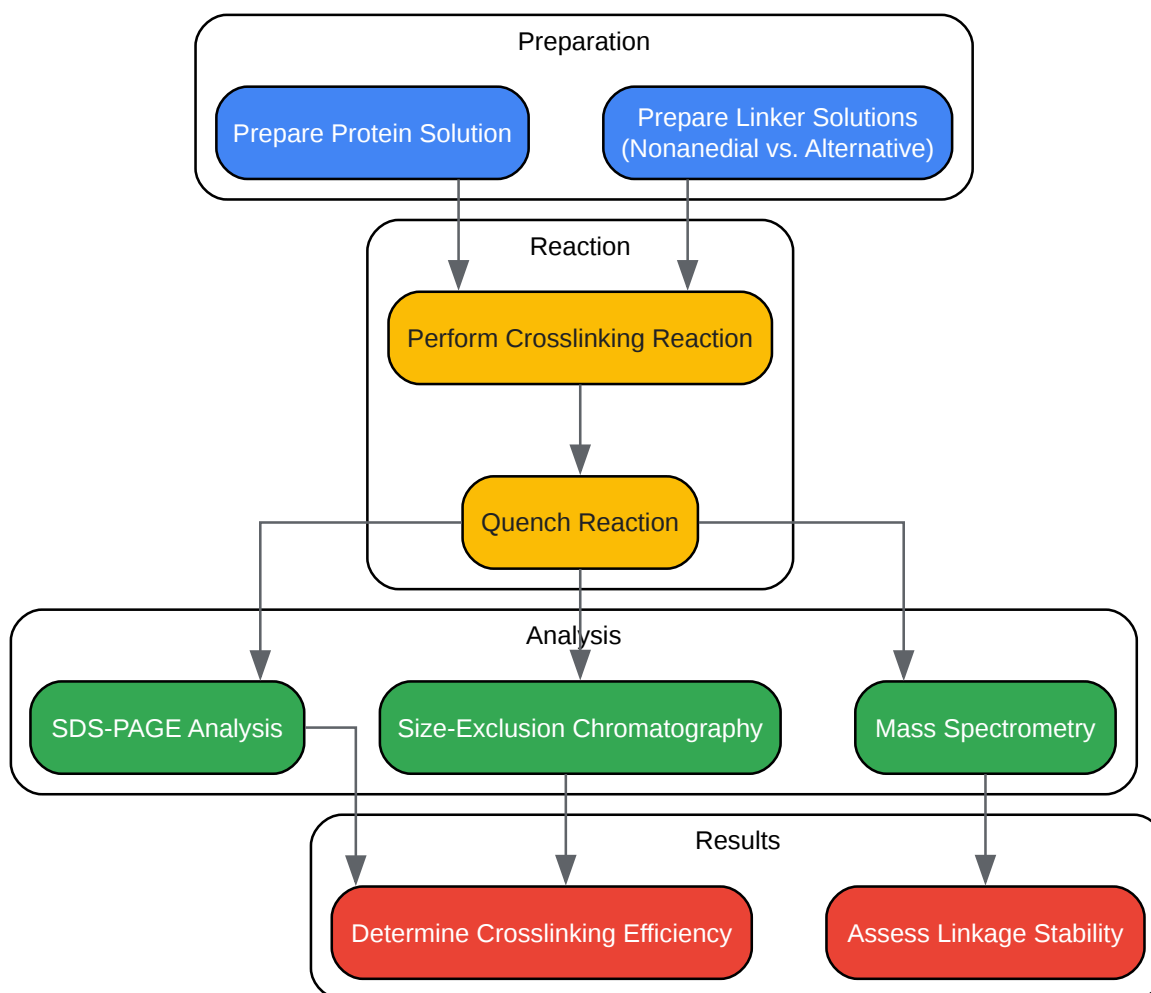 Preparation
Prepare Protein Solution
Prepare Linker Solutions
(Nonanedial vs. Alternative)
Reaction
Perform Crosslinking Reaction
Quench Reaction
Analysis
SDS-PAGE Analysis
Size-Exclusion Chromatography
Mass Spectrometry
Results
Determine Crosslinking Efficiency
Assess Linkage Stability